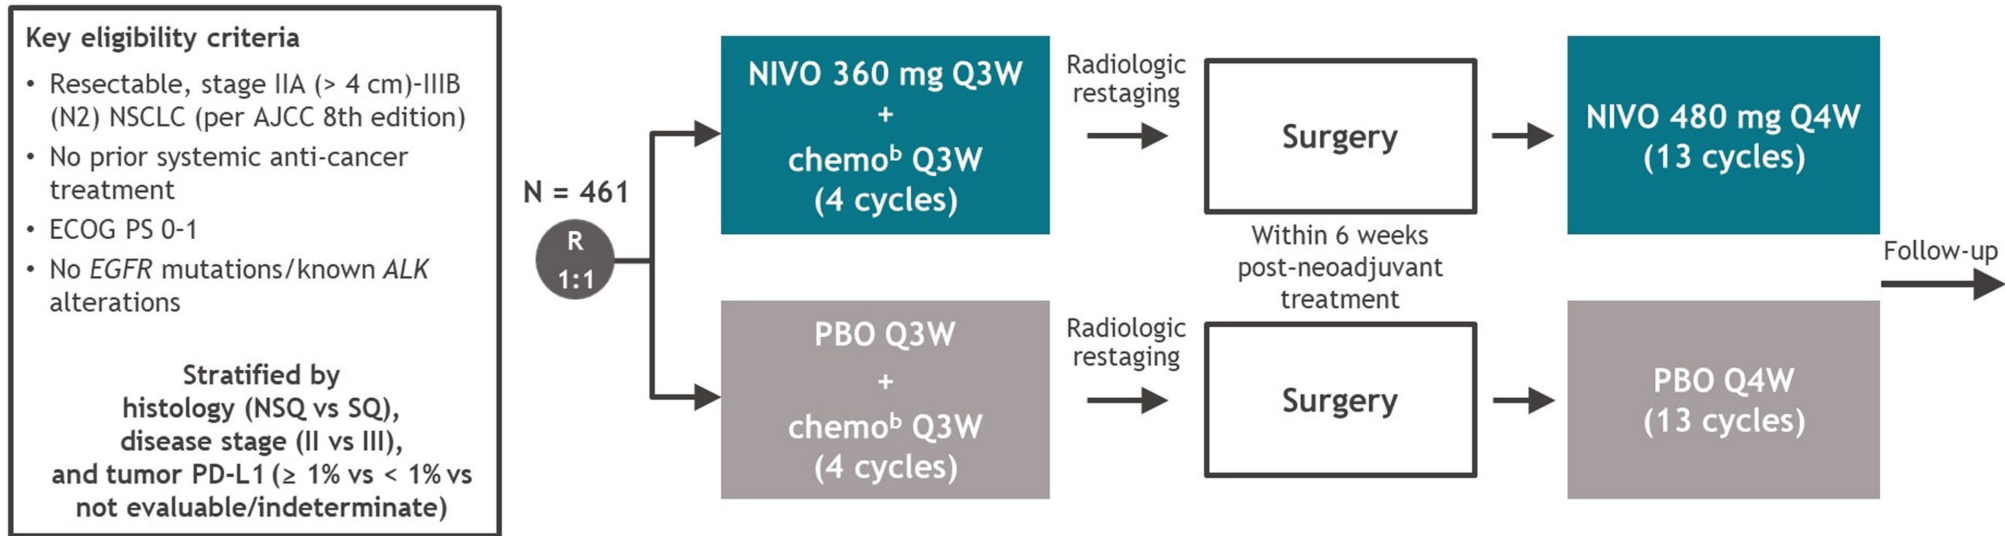 Key eligibility criteria
• Resectable, stage IIA (> 4 cm)–IIIB
(N2) NSCLC (per AJCC 8th edition)
• No prior systemic anti-cancer
treatment
• ECOG PS 0–1
• No EGFR mutations/known ALK
alterations
Stratified by
histology (NSQ vs SQ),
disease stage (II vs III),
and tumor PD-L1 (≥ 1% vs < 1% vs
not evaluable/indeterminate)
N = 461
R
1:1
NIVO 360 mg Q3W
+
chemoᵇ Q3W
(4 cycles)
Radiologic
restaging
Surgery
NIVO 480 mg Q4W
(13 cycles)
Within 6 weeks
post-neoadjuvant
treatment
Follow-up
PBO Q3W
+
chemoᵇ Q3W
(4 cycles)
Radiologic
restaging
Surgery
PBO Q4W
(13 cycles)